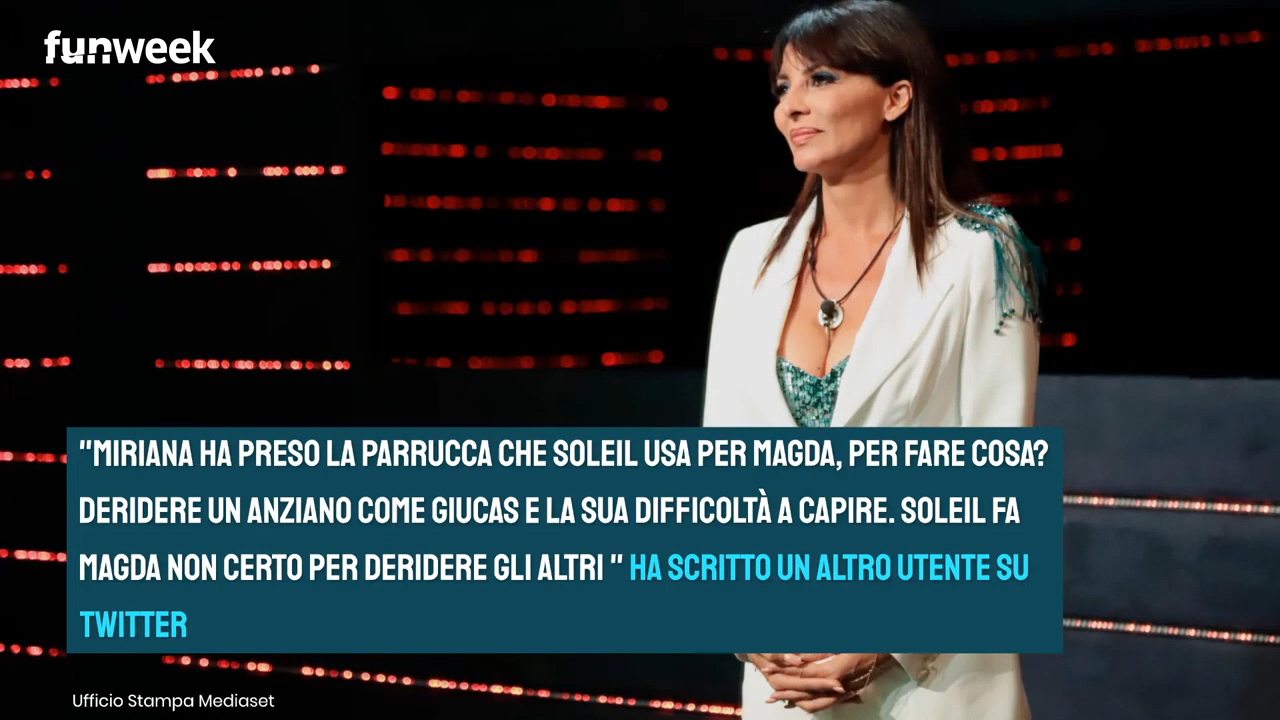 funweek
"MIRIANA HA PRESO LA PARRUCCA CHE SOLEIL USA PER MAGDA, PER FARE COSA?
DERIDERE UN ANZIANO COME GIUCAS E LA SUA DIFFICOLTÀ A CAPIRE. SOLEIL FA
MAGDA NON CERTO PER DERIDERE GLI ALTRI " HA SCRITTO UN ALTRO UTENTE SU
TWITTER
Ufficio Stampa Mediaset